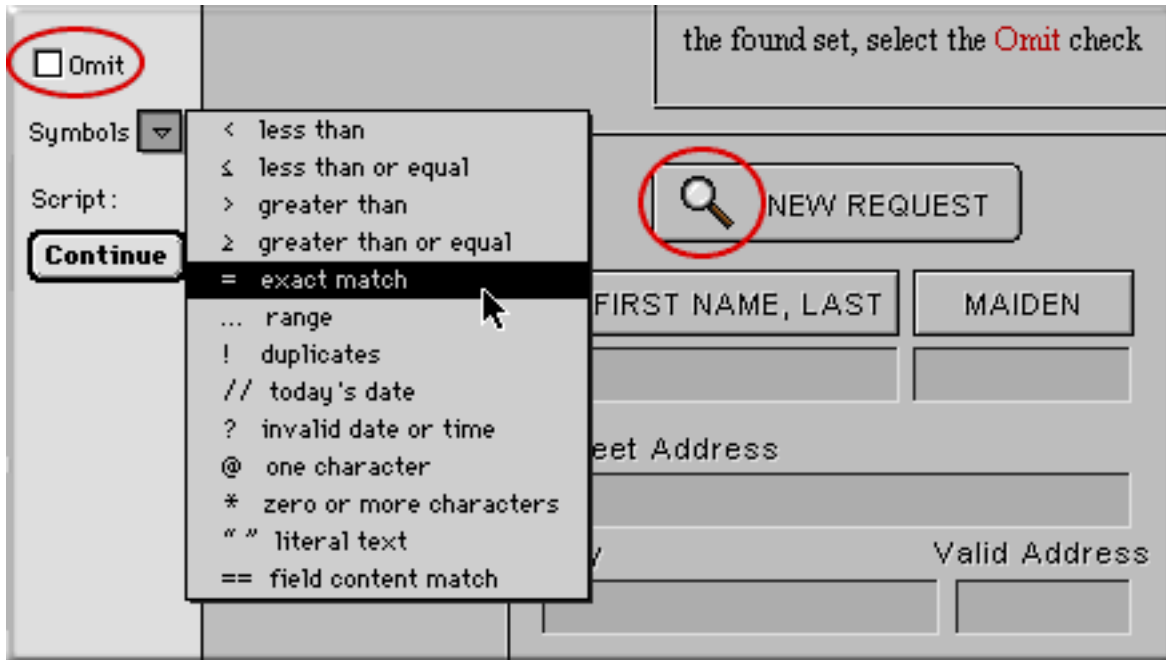 the found set, select the Omit check
Omit
Symbols
< less than
≤ less than or equal
> greater than
≥ greater than or equal
= exact match
... range
! duplicates
// today's date
? invalid date or time
@ one character
* zero or more characters
“ ” literal text
== field content match
Script:
Continue
NEW REQUEST
FIRST NAME, LAST
MAIDEN
eet Address
y
Valid Address